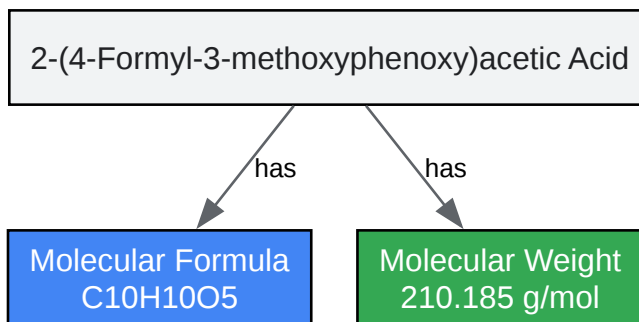 2-(4-Formyl-3-methoxyphenoxy)acetic Acid
has
has
Molecular Formula
C10H10O5
Molecular Weight
210.185 g/mol